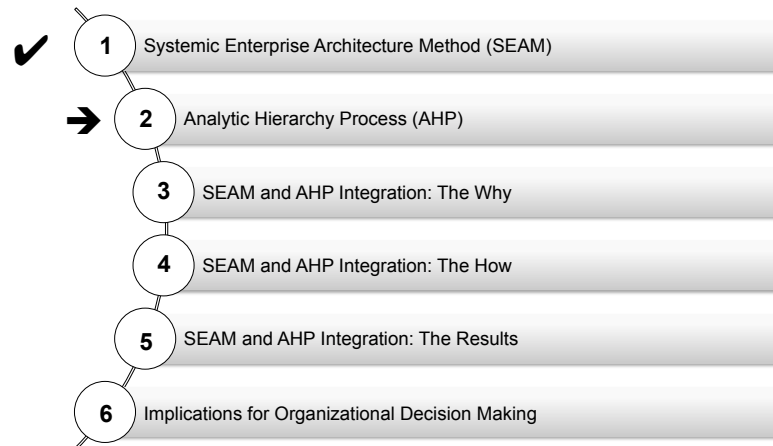 1 Systemic Enterprise Architecture Method (SEAM)
2 Analytic Hierarchy Process (AHP)
3 SEAM and AHP Integration: The Why
4 SEAM and AHP Integration: The How
5 SEAM and AHP Integration: The Results
6 Implications for Organizational Decision Making